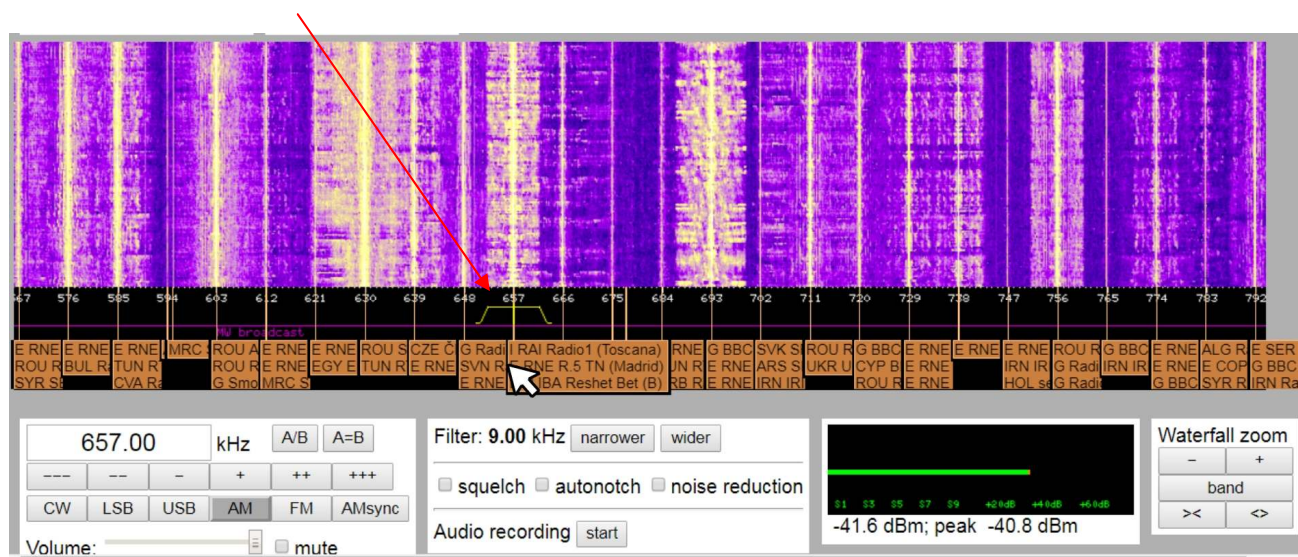 567 576 585 594 603 612 621 630 639 648 657 666 675 684 693 702 711 720 729 738 747 756 765 774 783 792
MW broadcast
E RNE E RNE E RNE MRC ROU A E RNE E RNE ROU S CZE Č G Radi I RAI Radio1 (Toscana) RNE G BBC SVK S ROU R G BBC E RNE E RNE E RNE ROU R G BBC E RNE ALG R E SER
ROU R BUL R TUN R ROU R E RNE EGY E TUN R E RNE SVN R NE R.5 TN (Madrid) UN R E RNE ARS S UKR U CYP B E RNE IRN IR G Radi IRN IR E RNE E COP G BBC
SYR S CVA Ra G Smo MRC S E RNE BA Reshet Bet (B) RB R E RNE IRN IRI ROU R E RNE HOL se G Radi G BBC SYR R IRN Ra
657.00 kHz A/B A=B
--- -- - + ++ +++
CW LSB USB AM FM AMsync
Volume: mute
Filter: 9.00 kHz narrower wider
squelch autonotch noise reduction
Audio recording start
S1 S3 S5 S7 S9 +20dB +40dB +60dB
-41.6 dBm; peak -40.8 dBm
Waterfall zoom
- +
band
>< <>